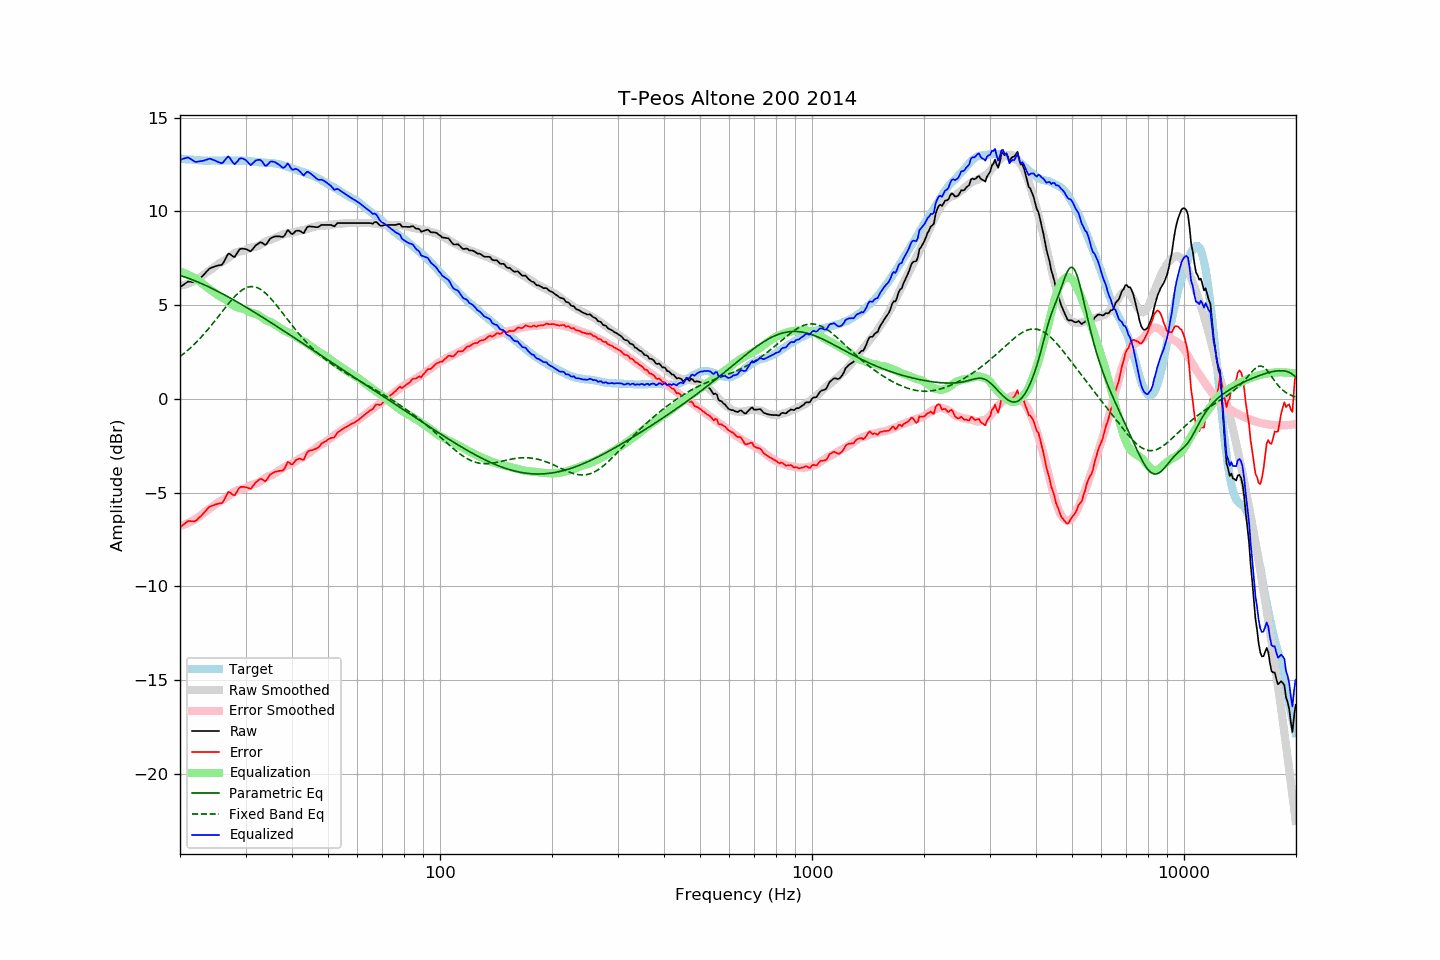 T-Peos Altone 200 2014
15
10
5
0
−5
−10
−15
−20
Amplitude (dBr)
Target
Raw Smoothed
Error Smoothed
Raw
Error
Equalization
Parametric Eq
Fixed Band Eq
Equalized
100
1000
10000
Frequency (Hz)